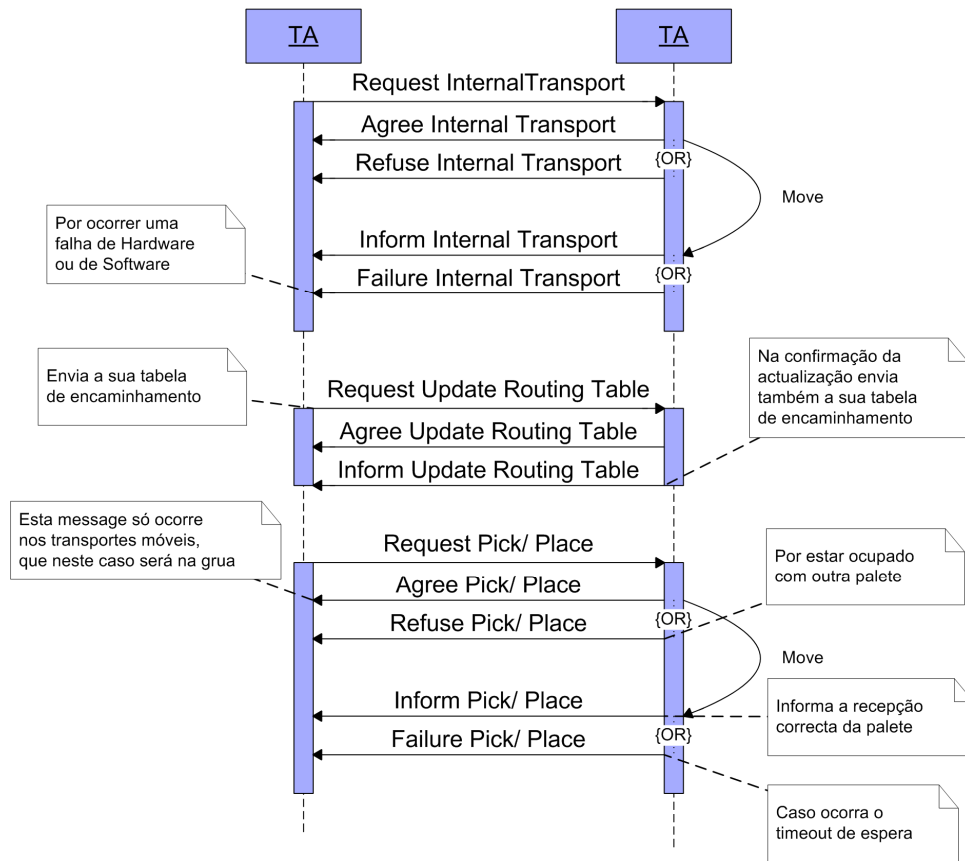 TA
TA
Request InternalTransport
Agree Internal Transport
{OR}
Refuse Internal Transport
Move
Por ocorrer uma
falha de Hardware
ou de Software
Inform Internal Transport
{OR}
Failure Internal Transport
Envia a sua tabela
de encaminhamento
Na confirmação da
actualização envia
também a sua tabela
de encaminhamento
Request Update Routing Table
Agree Update Routing Table
Inform Update Routing Table
Esta message só ocorre
nos transportes móveis,
que neste caso será na grua
Request Pick/ Place
Por estar ocupado
com outra palete
Agree Pick/ Place
{OR}
Refuse Pick/ Place
Move
Inform Pick/ Place
Informa a recepção
correcta da palete
{OR}
Failure Pick/ Place
Caso ocorra o
timeout de espera